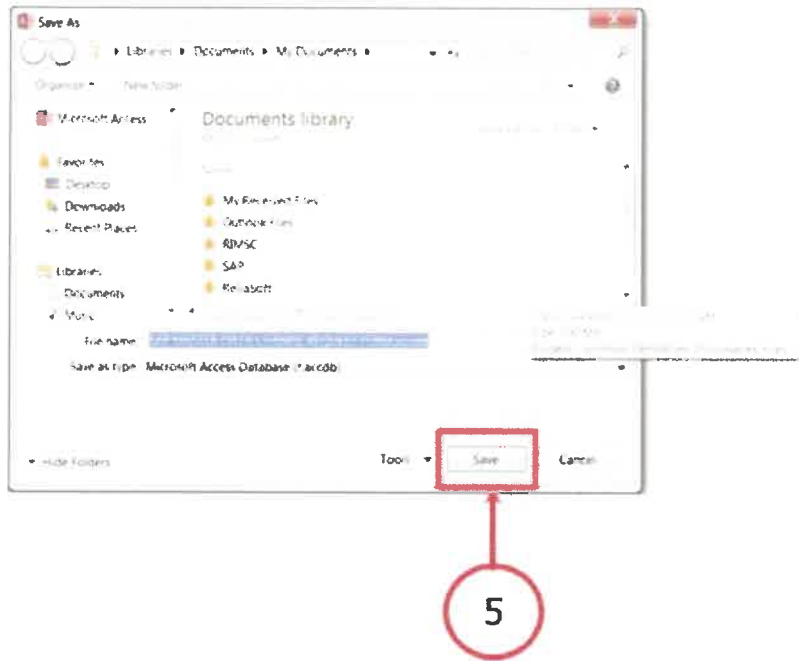 Save As
Libraries ▸ Documents ▸ My Documents ▸
Organize New folder
Microsoft Access
Documents library
Favorites
Desktop
Downloads
Recent Places
My Received Files
Outlook Files
RIMSC
SAP
ReliaSoft
Libraries
Documents
Music
File name:
Save as type: Microsoft Access Database (*.accdb)
Hide Folders
Tools
Save
Cancel
5